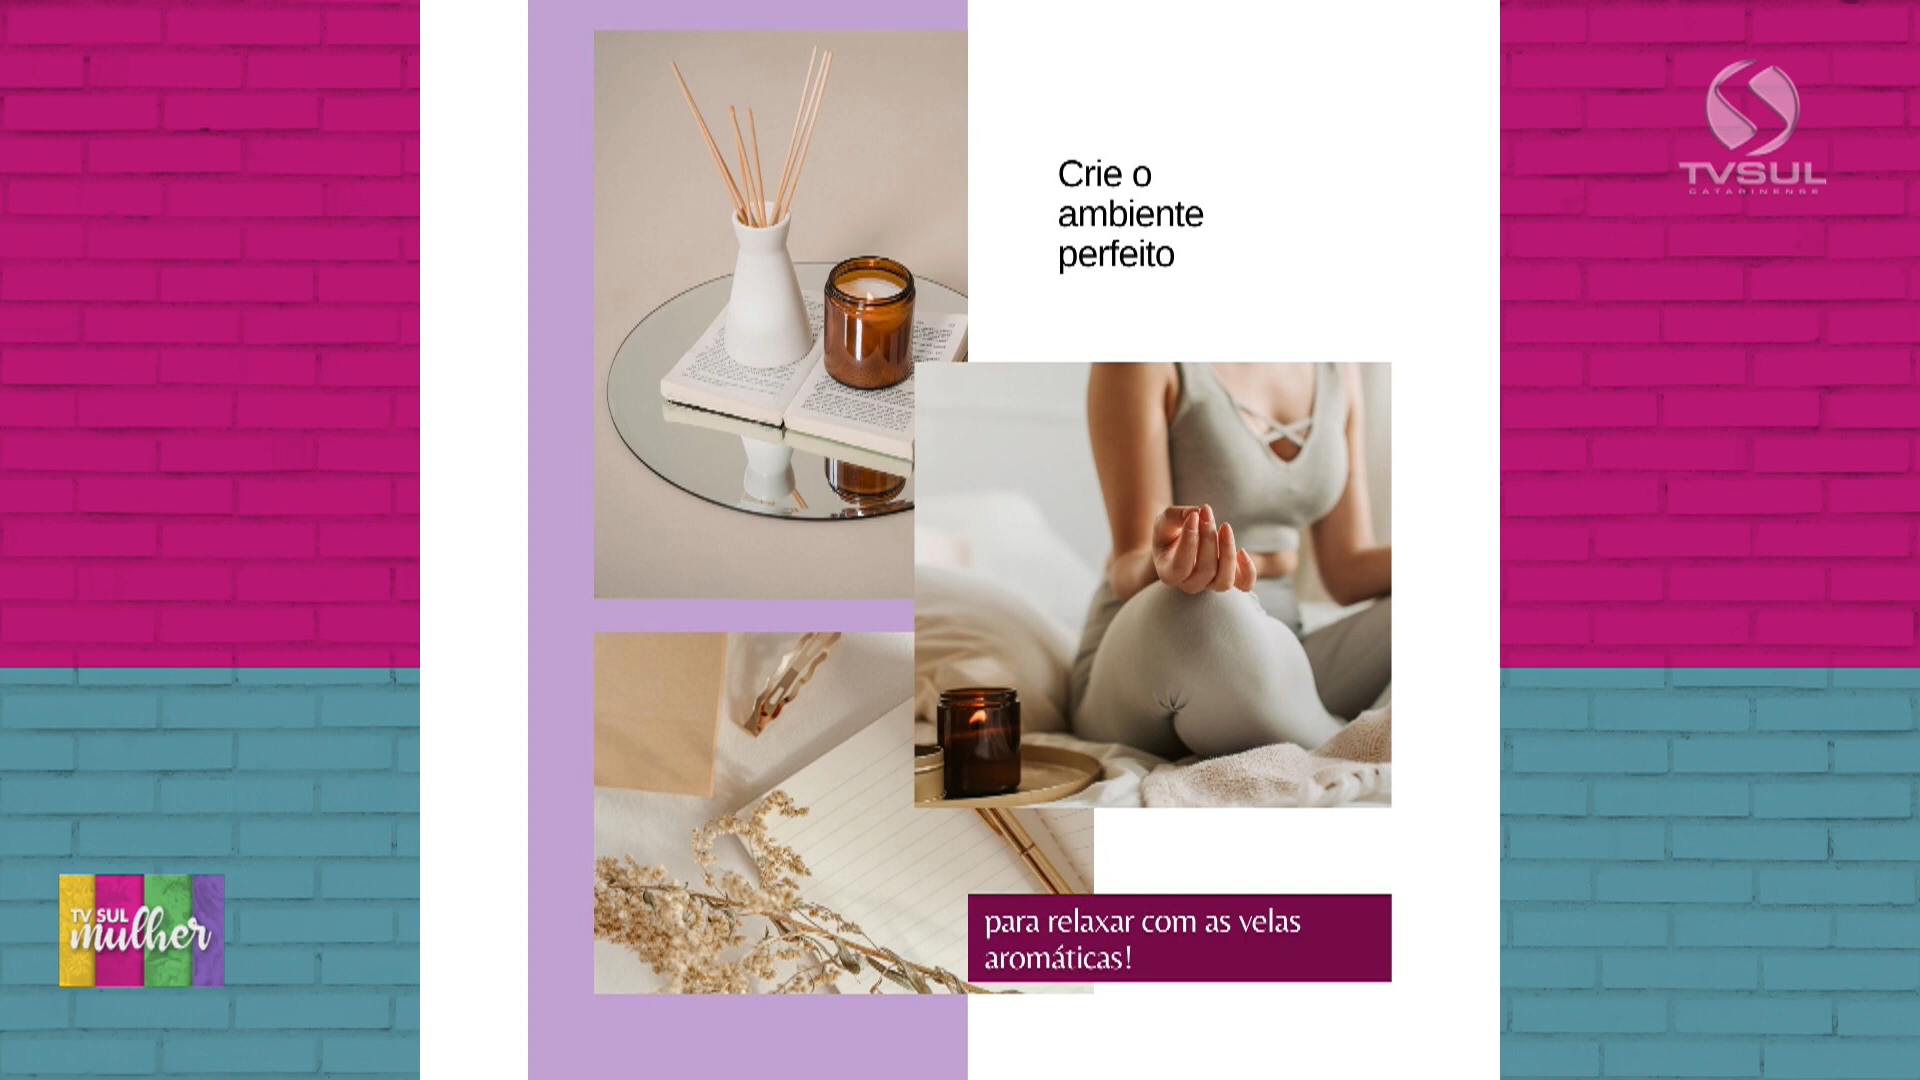 Crie o
ambiente
perfeito
TVSUL
CATARINENSE
para relaxar com as velas
aromáticas!
TV SUL
mulher